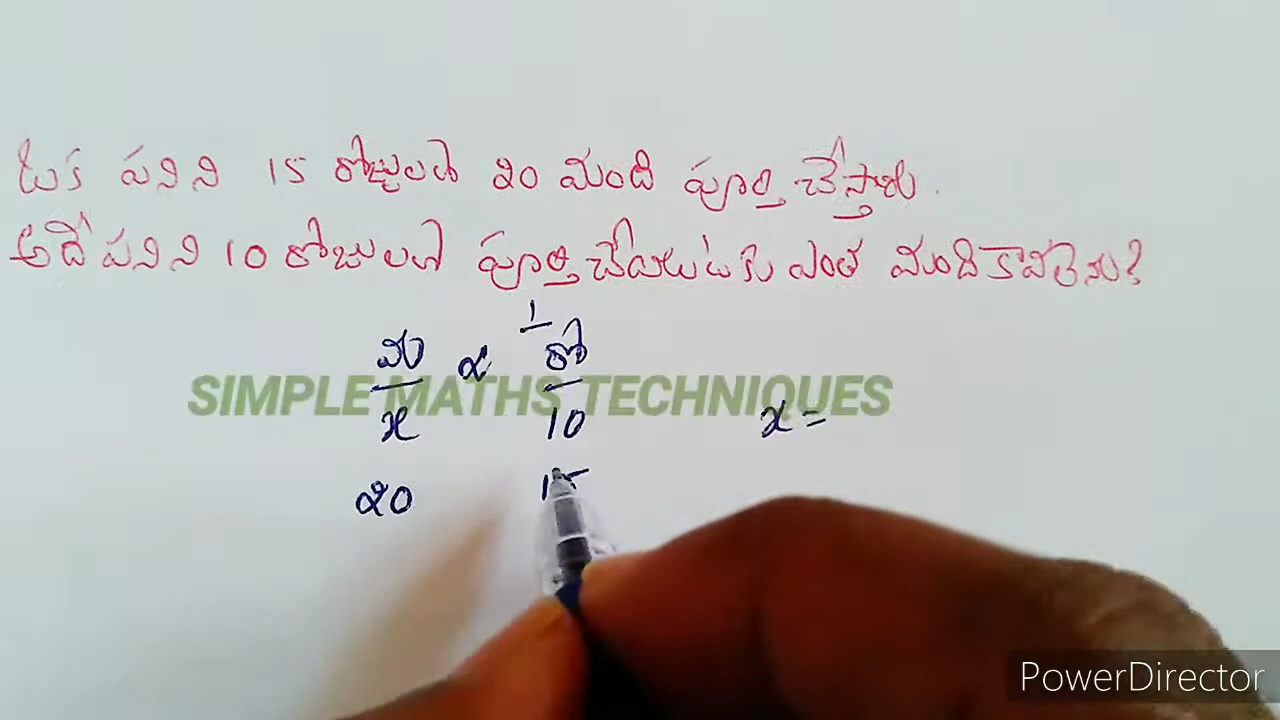 ఒక పనిని 15 రోజులలో 20 మంది పూర్తి చేస్తారు.
అదే పనిని 10 రోజులలో పూర్తి చేయుటకు ఎంత మంది కావలెను?
1
మం ∝ రో
SIMPLE MATHS TECHNIQUES
x 10 x =
20 15
PowerDirector